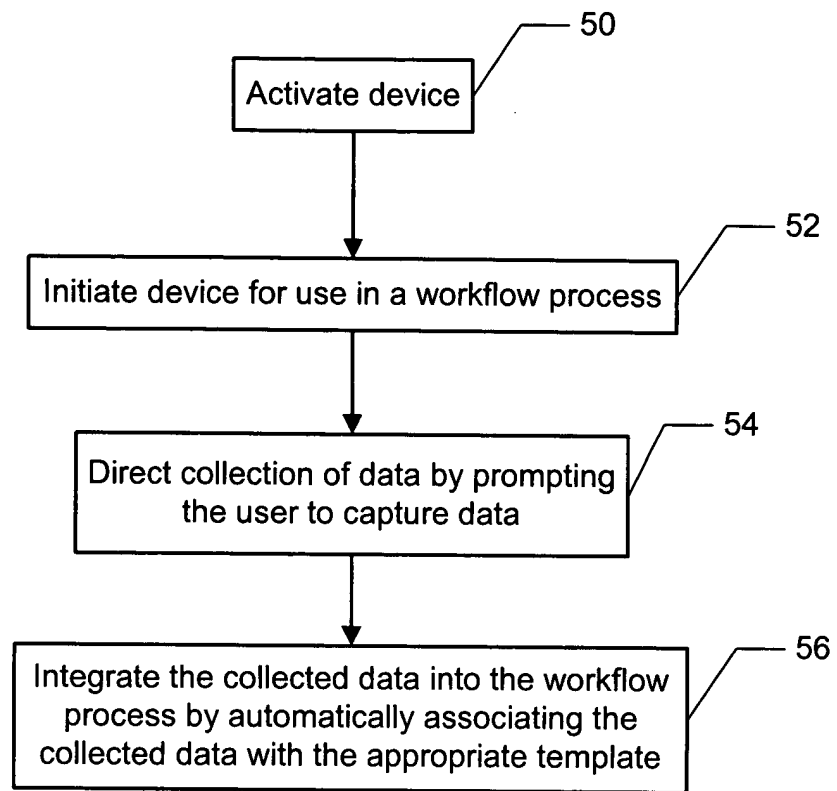 50
Activate device
52
Initiate device for use in a workflow process
54
Direct collection of data by prompting
the user to capture data
56
Integrate the collected data into the workflow
process by automatically associating the
collected data with the appropriate template